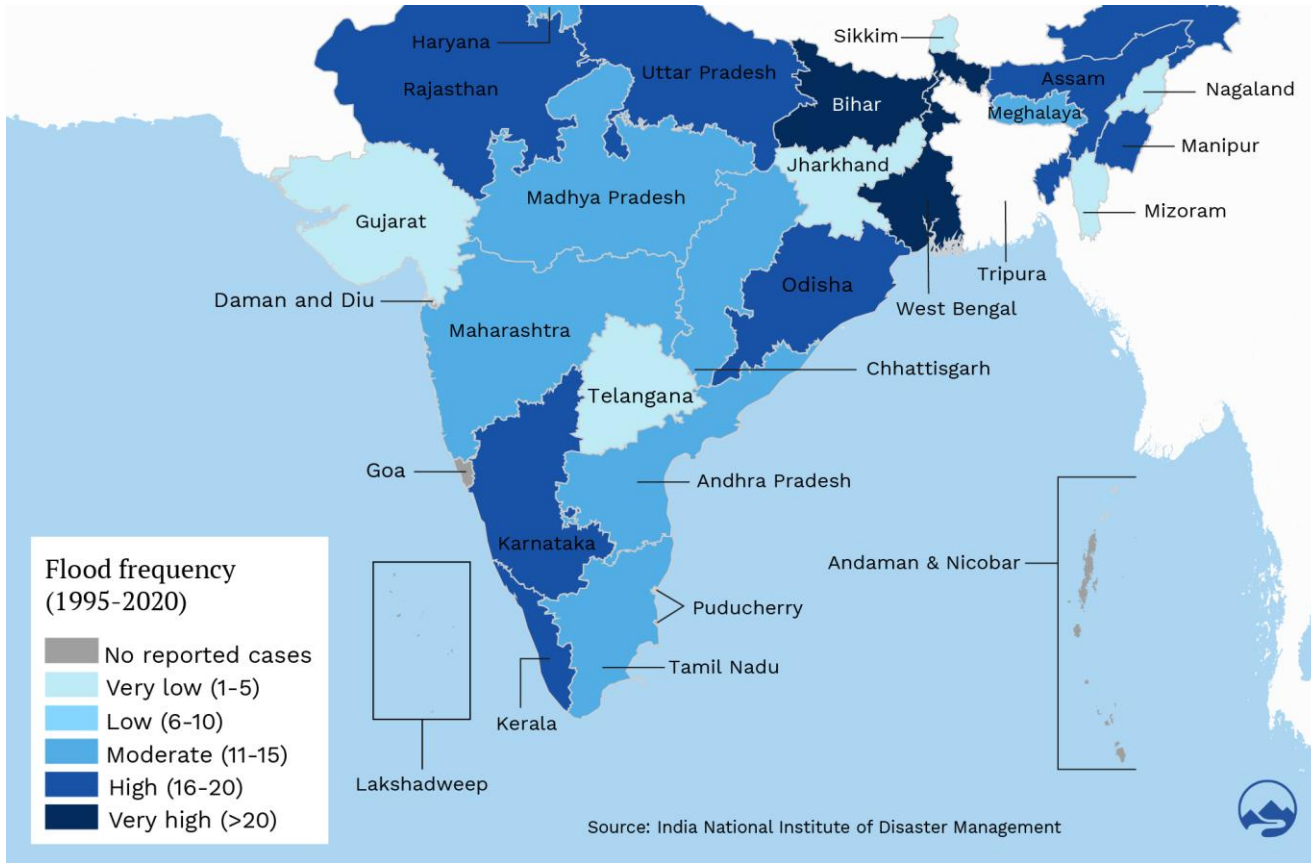 Haryana
Sikkim
Uttar Pradesh
Assam
Rajasthan
Nagaland
Bihar
Meghalaya
Manipur
Jharkhand
Madhya Pradesh
Mizoram
Gujarat
Tripura
Odisha
Daman and Diu
West Bengal
Maharashtra
Chhattisgarh
Telangana
Goa
Andhra Pradesh
Karnataka
Andaman & Nicobar
Puducherry
Tamil Nadu
Kerala
Lakshadweep
Flood frequency
(1995-2020)
No reported cases
Very low (1-5)
Low (6-10)
Moderate (11-15)
High (16-20)
Very high (>20)
Source: India National Institute of Disaster Management